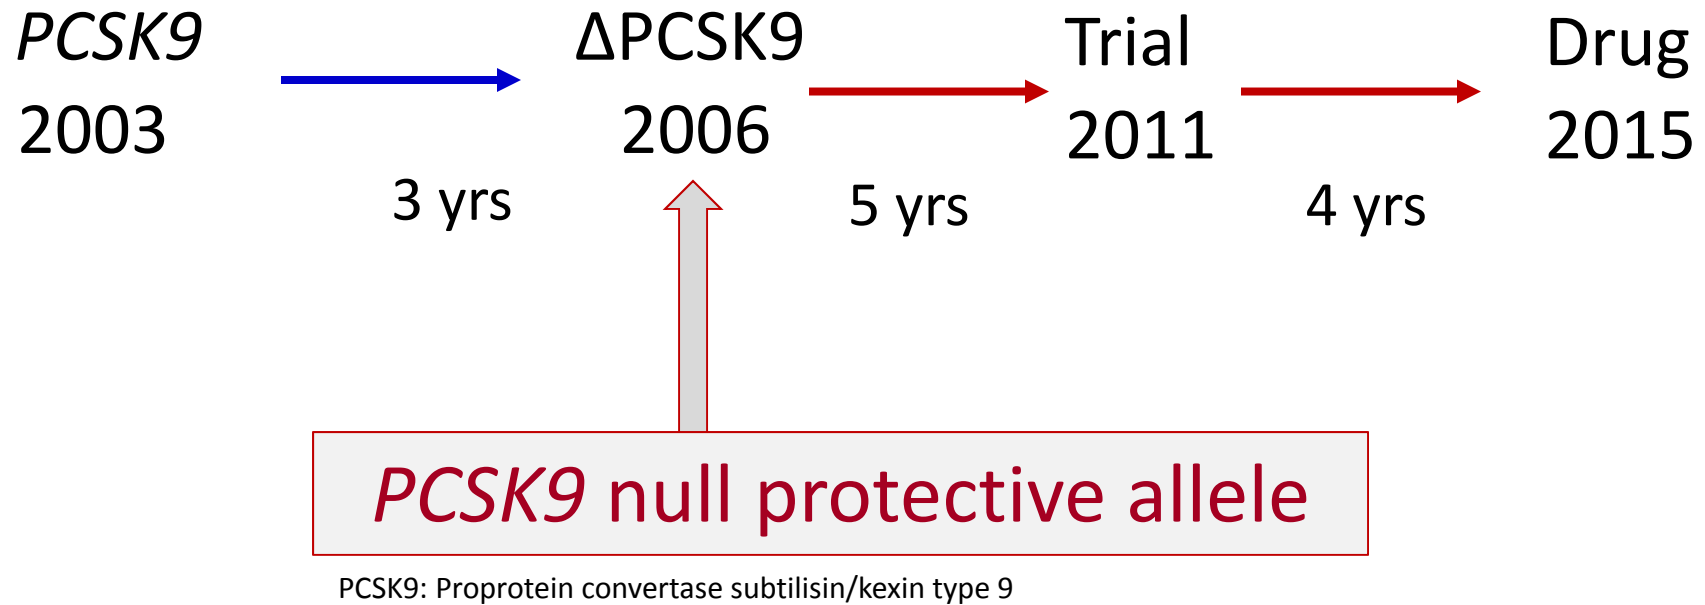 PCSK9
2003
3 yrs
ΔPCSK9
2006
5 yrs
Trial
2011
4 yrs
Drug
2015
PCSK9 null protective allele
PCSK9: Proprotein convertase subtilisin/kexin type 9